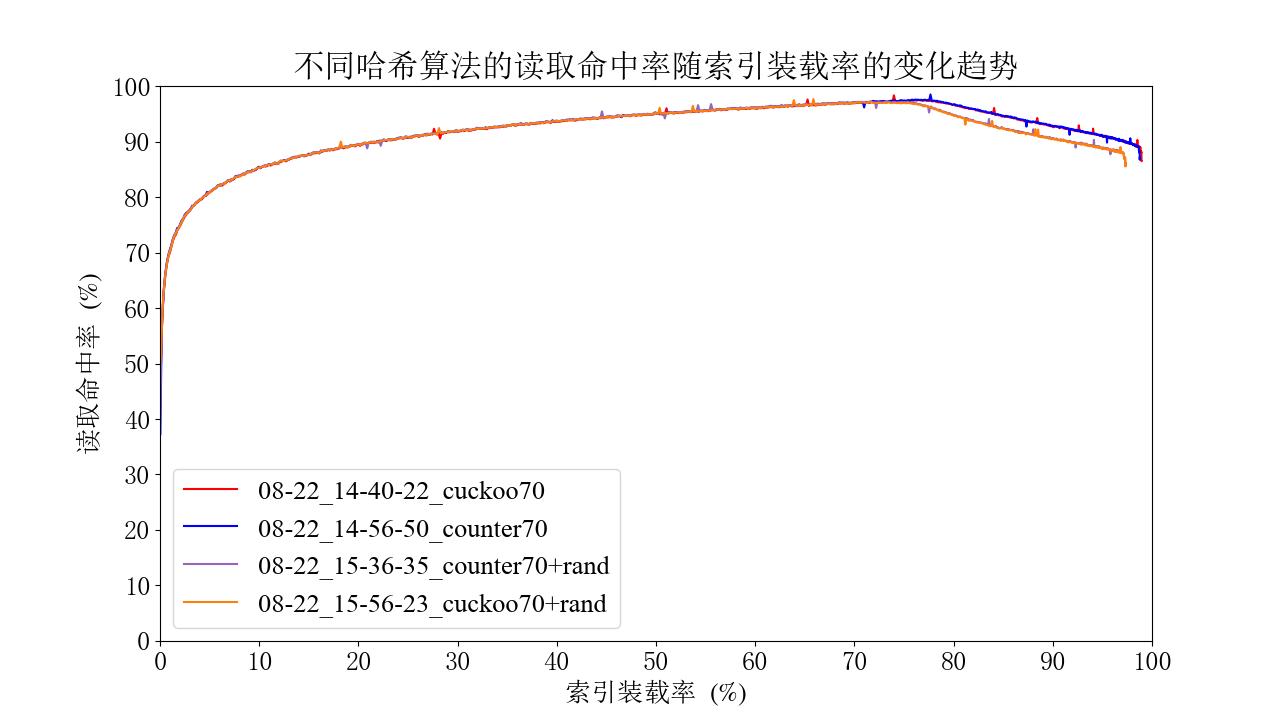 不同哈希算法的读取命中率随索引装载率的变化趋势
100
90
80
70
60
50
40
30
20
10
0
读取命中率 (%)
08-22_14-40-22_cuckoo70
08-22_14-56-50_counter70
08-22_15-36-35_counter70+rand
08-22_15-56-23_cuckoo70+rand
0 10 20 30 40 50 60 70 80 90 100
索引装载率 (%)